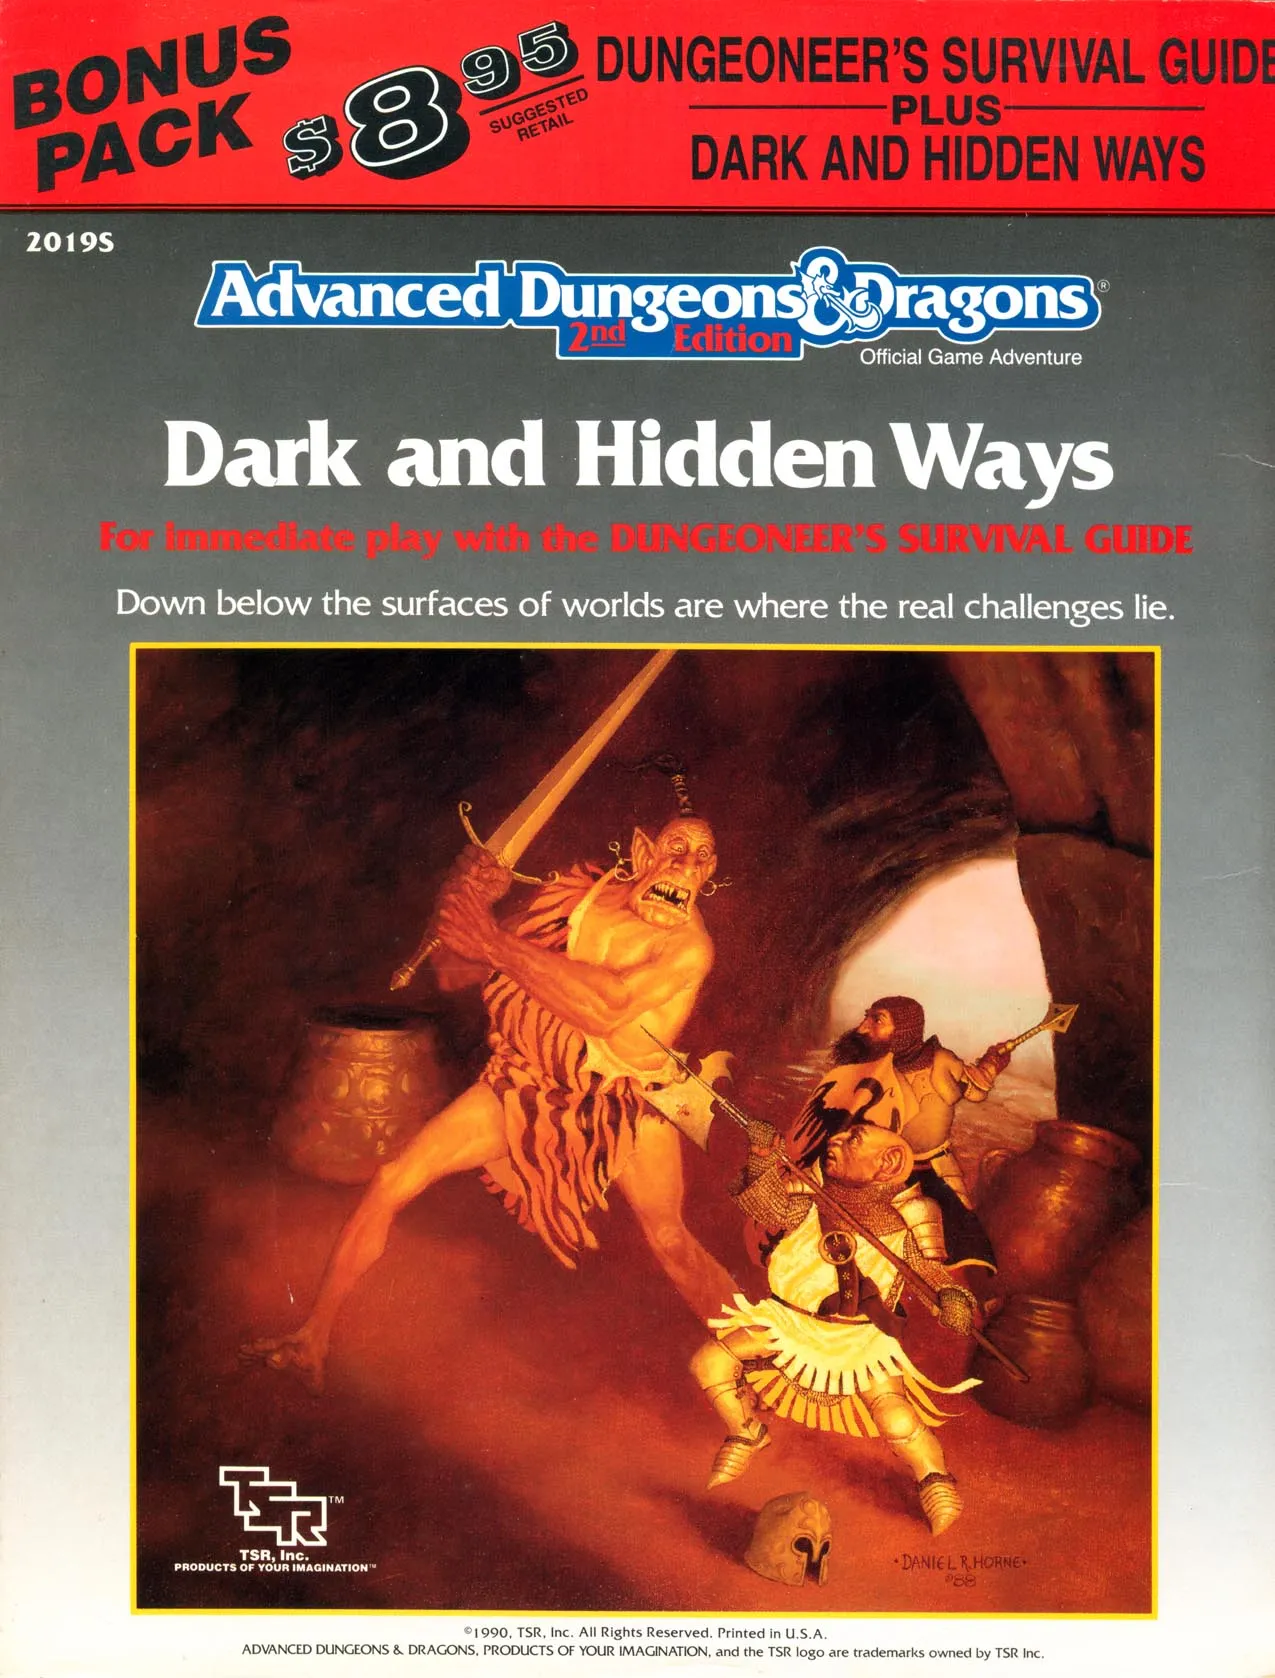 BONUS
PACK
$8.95
SUGGESTED
RETAIL
DUNGEONEER'S SURVIVAL GUIDE
PLUS
DARK AND HIDDEN WAYS
2019S
Advanced Dungeons & Dragons®
2nd Edition
Official Game Adventure
Dark and Hidden Ways
For immediate play with the DUNGEONEER'S SURVIVAL GUIDE
Down below the surfaces of worlds are where the real challenges lie.
TSR™
TSR, Inc.
PRODUCTS OF YOUR IMAGINATION™
·DANIEL R. HORNE·
©88
©1990, TSR, Inc. All Rights Reserved. Printed in U.S.A.
ADVANCED DUNGEONS & DRAGONS, PRODUCTS OF YOUR IMAGINATION, and the TSR logo are trademarks owned by TSR Inc.